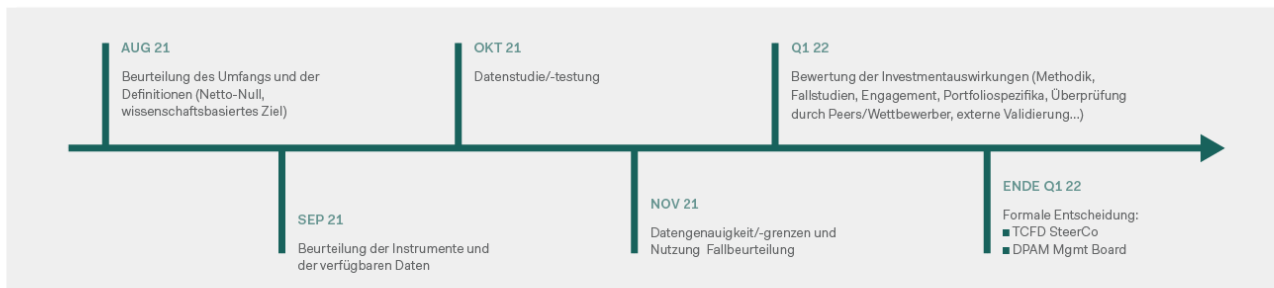 AUG 21
Beurteilung des Umfangs und der
Definitionen (Netto-Null,
wissenschaftsbasiertes Ziel)
SEP 21
Beurteilung der Instrumente und
der verfügbaren Daten
OKT 21
Datenstudie/-testung
NOV 21
Datengenauigkeit/-grenzen und
Nutzung Fallbeurteilung
Q1 22
Bewertung der Investmentauswirkungen (Methodik,
Fallstudien, Engagement, Portfoliospezifika, Überprüfung
durch Peers/Wettbewerber, externe Validierung...)
ENDE Q1 22
Formale Entscheidung:
TCFD SteerCo
DPAM Mgmt Board